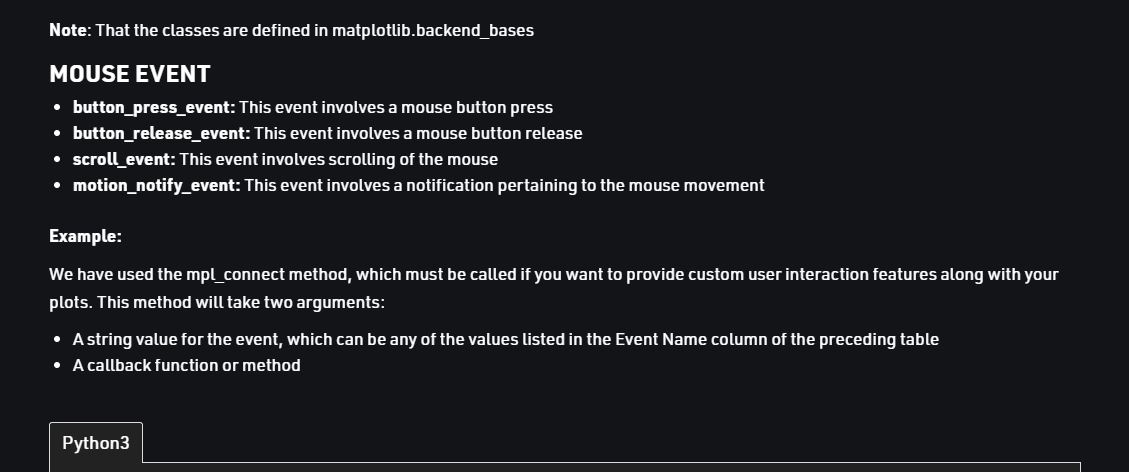 Note: That the classes are defined in matplotlib.backend_bases
MOUSE EVENT
• button_press_event: This event involves a mouse button press
• button_release_event: This event involves a mouse button release
• scroll_event: This event involves scrolling of the mouse
• motion_notify_event: This event involves a notification pertaining to the mouse movement
Example:
We have used the mpl_connect method, which must be called if you want to provide custom user interaction features along with your
plots. This method will take two arguments:
• A string value for the event, which can be any of the values listed in the Event Name column of the preceding table
• A callback function or method
Python3